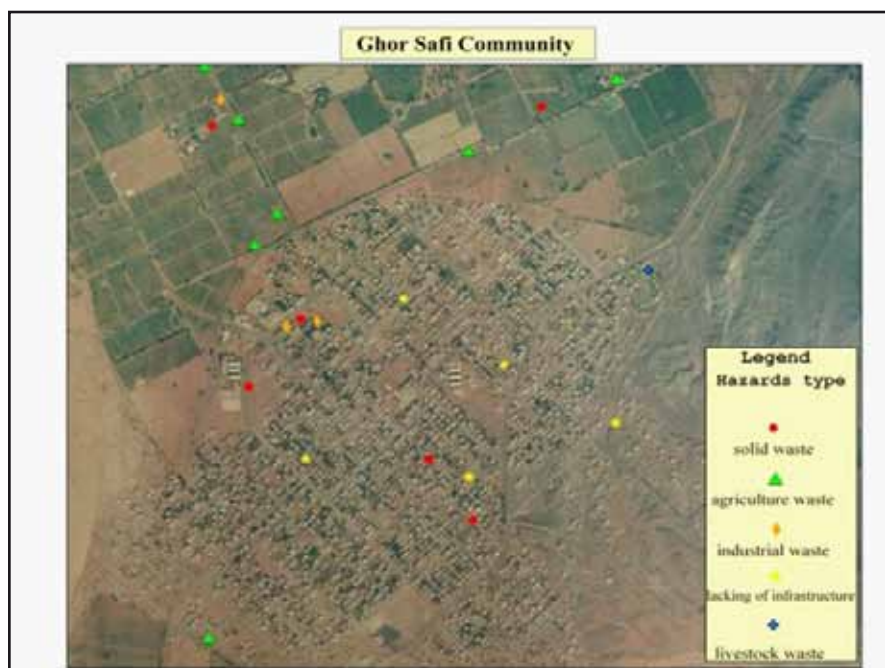 Ghor Safi Community
Legend
Hazards type
solid waste
agriculture waste
industrial waste
lacking of infrastructure
livestock waste